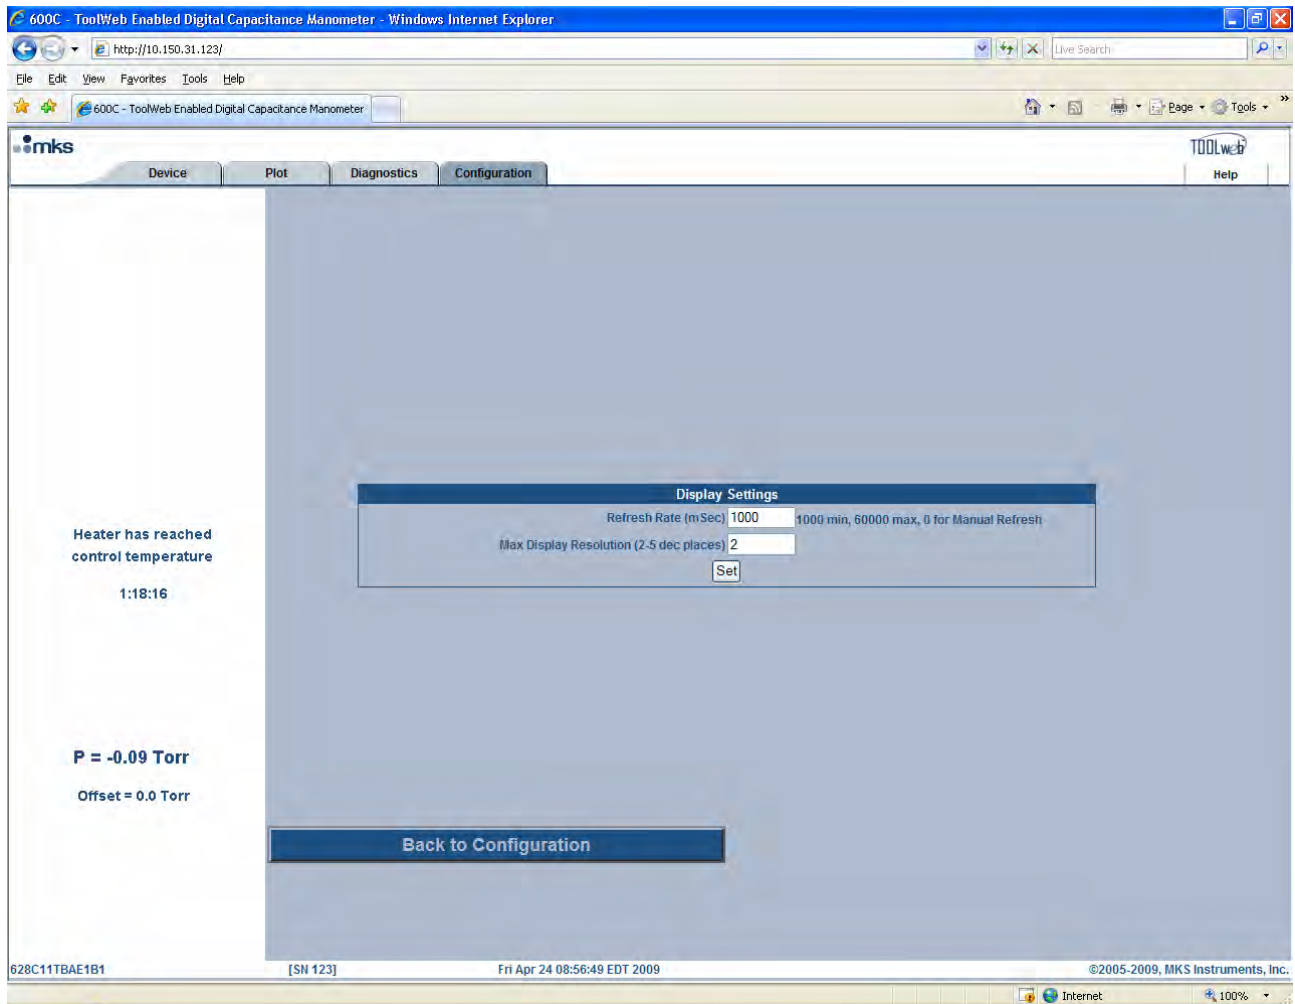 600C - ToolWeb Enabled Digital Capacitance Manometer - Windows Internet Explorer
http://10.150.31.123/
Live Search
File Edit View Favorites Tools Help
600C - ToolWeb Enabled Digital Capacitance Manometer
Page Tools
mks
TOOLweb
Device Plot Diagnostics Configuration Help
Display Settings
Refresh Rate (mSec) 1000 1000 min, 60000 max, 0 for Manual Refresh
Max Display Resolution (2-5 dec places) 2
Set
Heater has reached
control temperature
1:18:16
P = -0.09 Torr
Offset = 0.0 Torr
Back to Configuration
628C11TBAE1B1 [SN 123] Fri Apr 24 08:56:49 EDT 2009 ©2005-2009, MKS Instruments, Inc.
Internet 100%